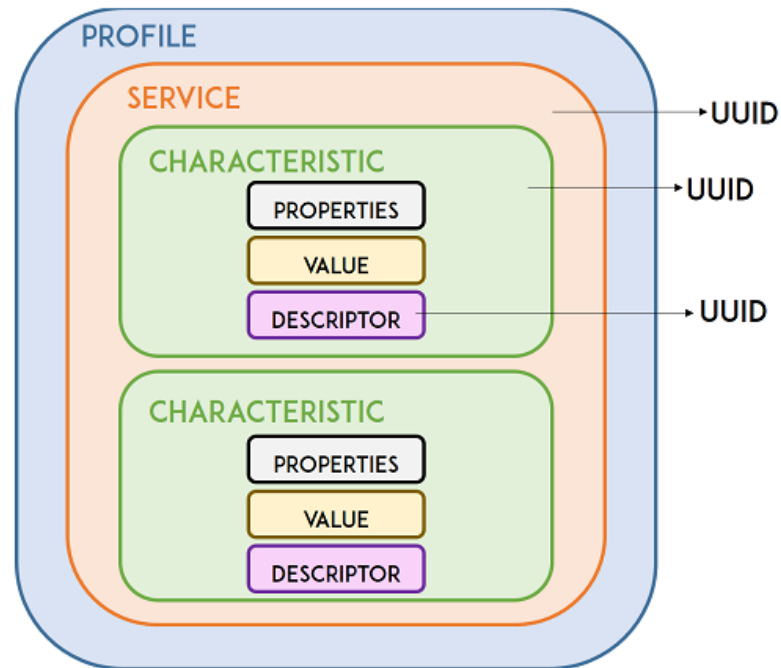 PROFILE
SERVICE
UUID
CHARACTERISTIC
UUID
PROPERTIES
VALUE
DESCRIPTOR
UUID
CHARACTERISTIC
PROPERTIES
VALUE
DESCRIPTOR